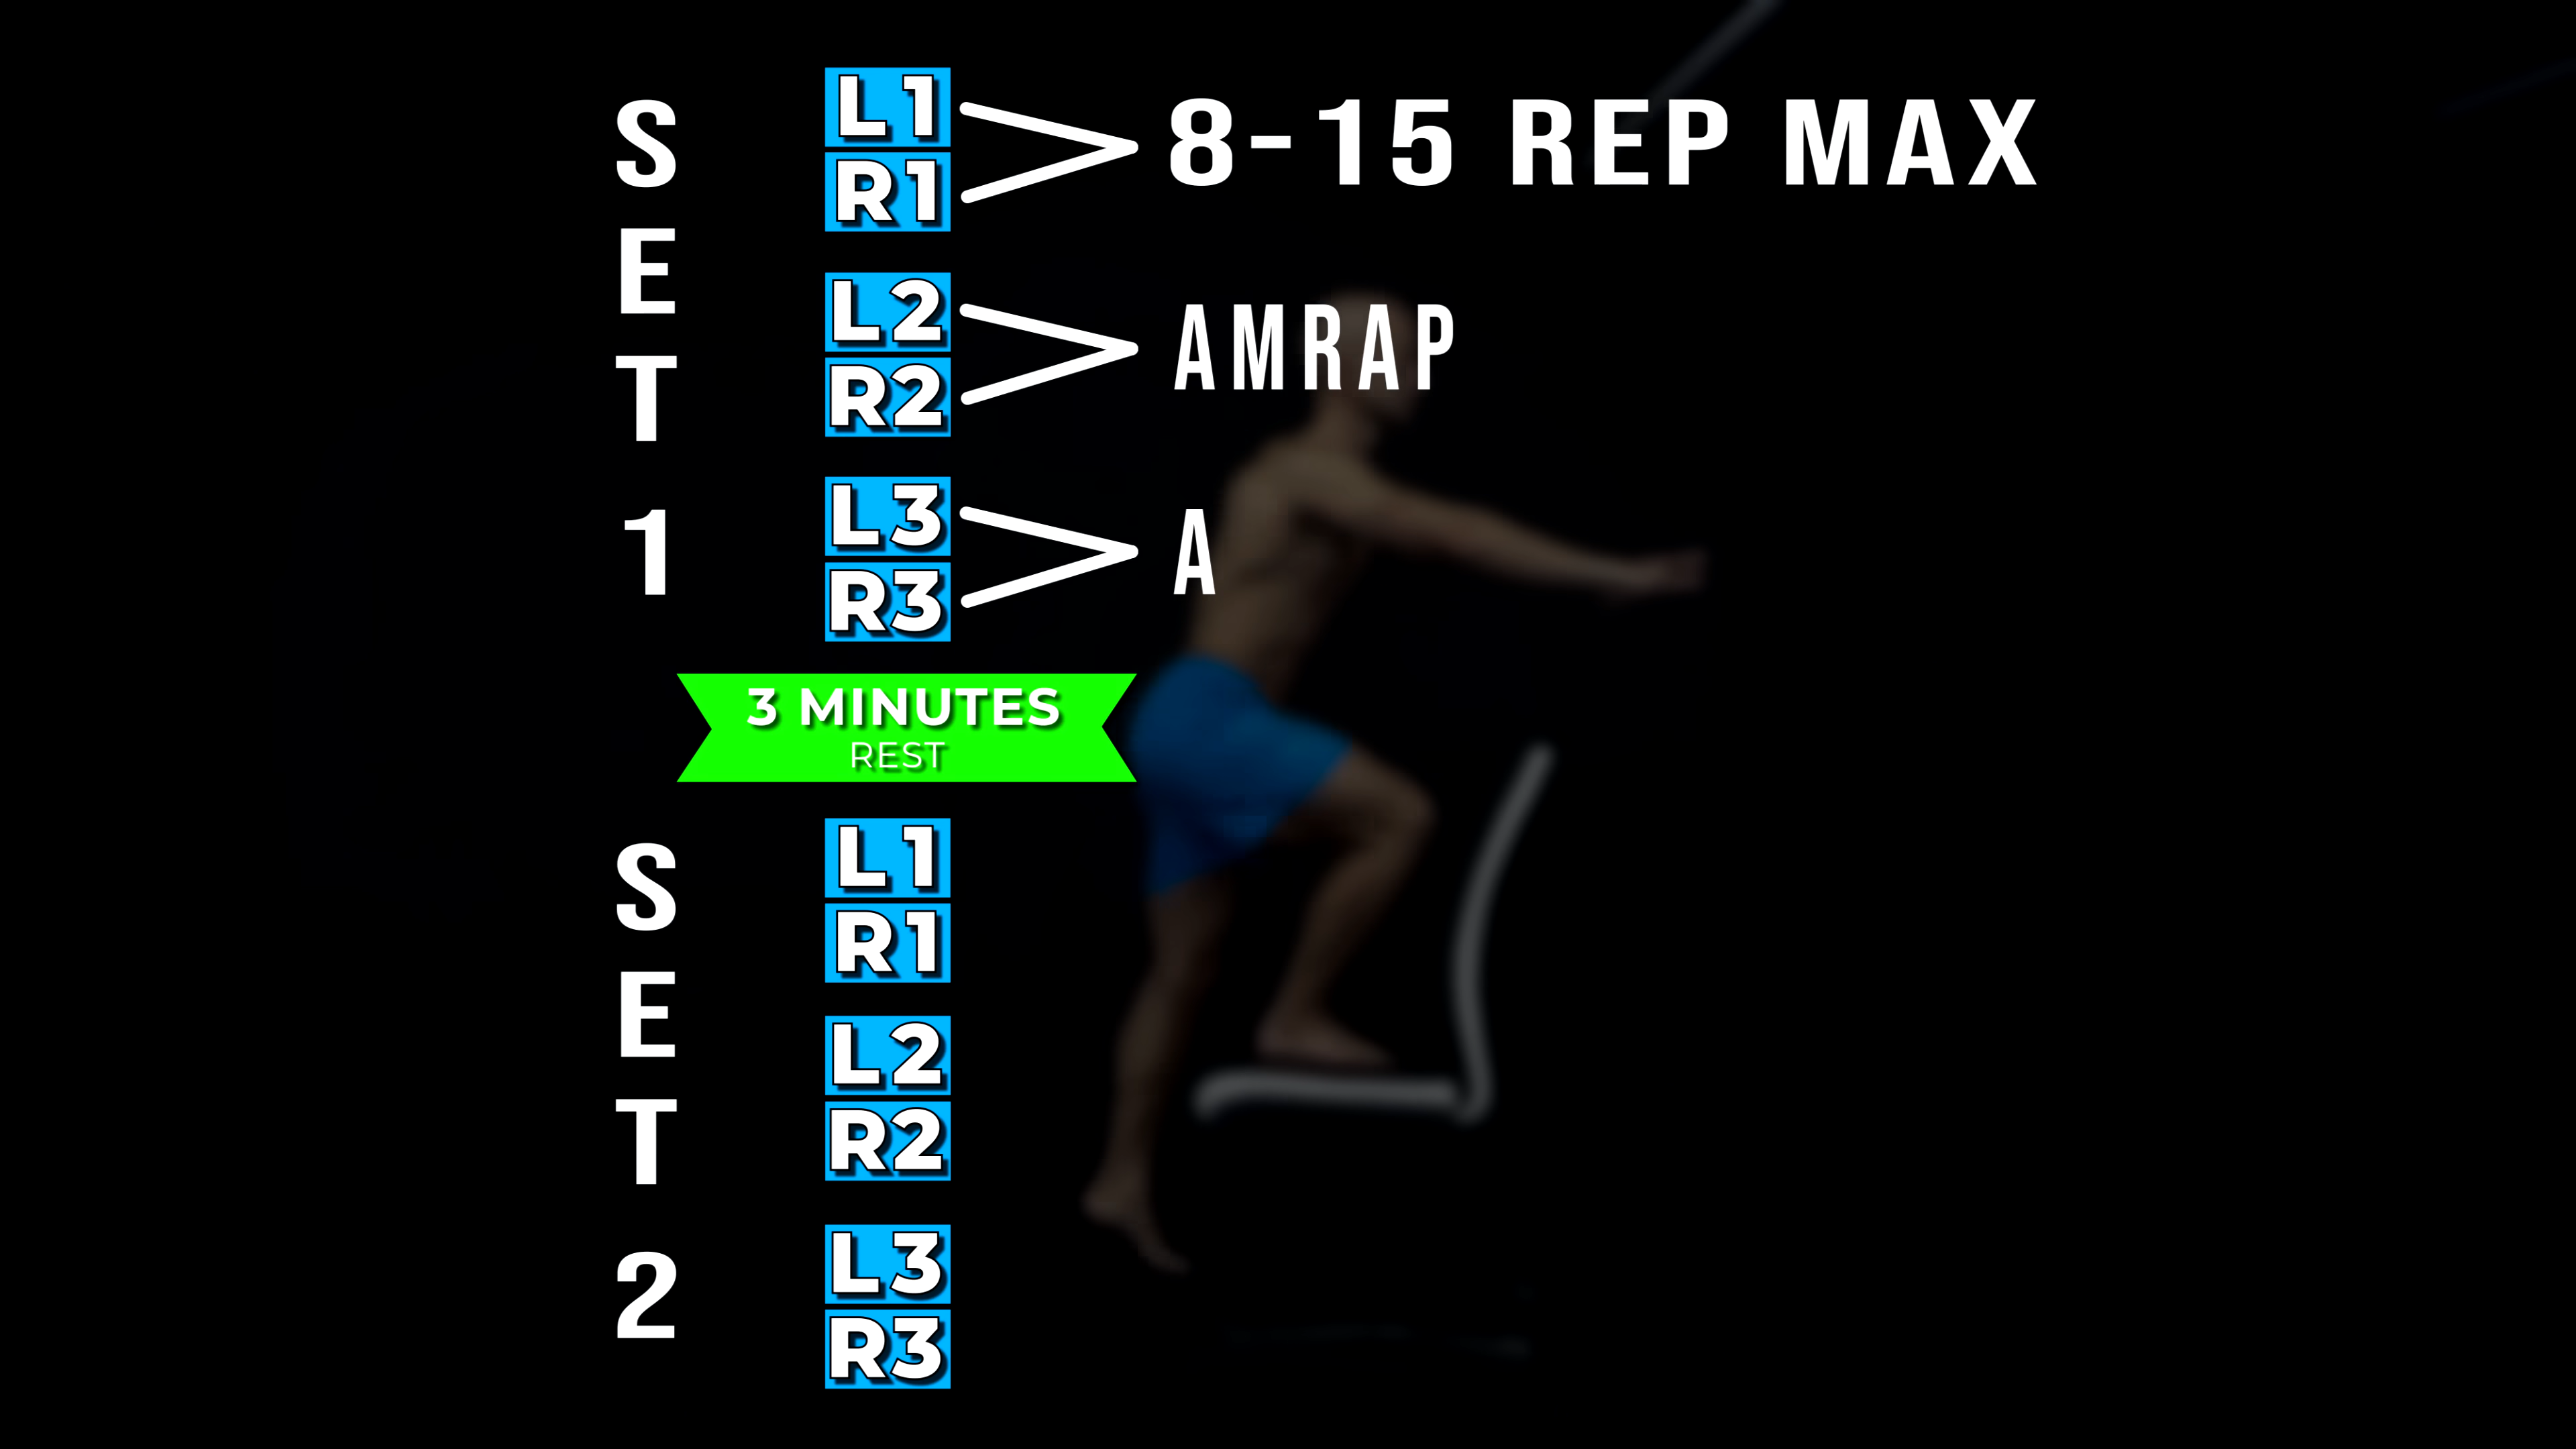 SET 1
L1
R1
8-15 REP MAX
L2
R2
AMRAP
L3
R3
A
3 MINUTES
REST
SET 2
L1
R1
L2
R2
L3
R3